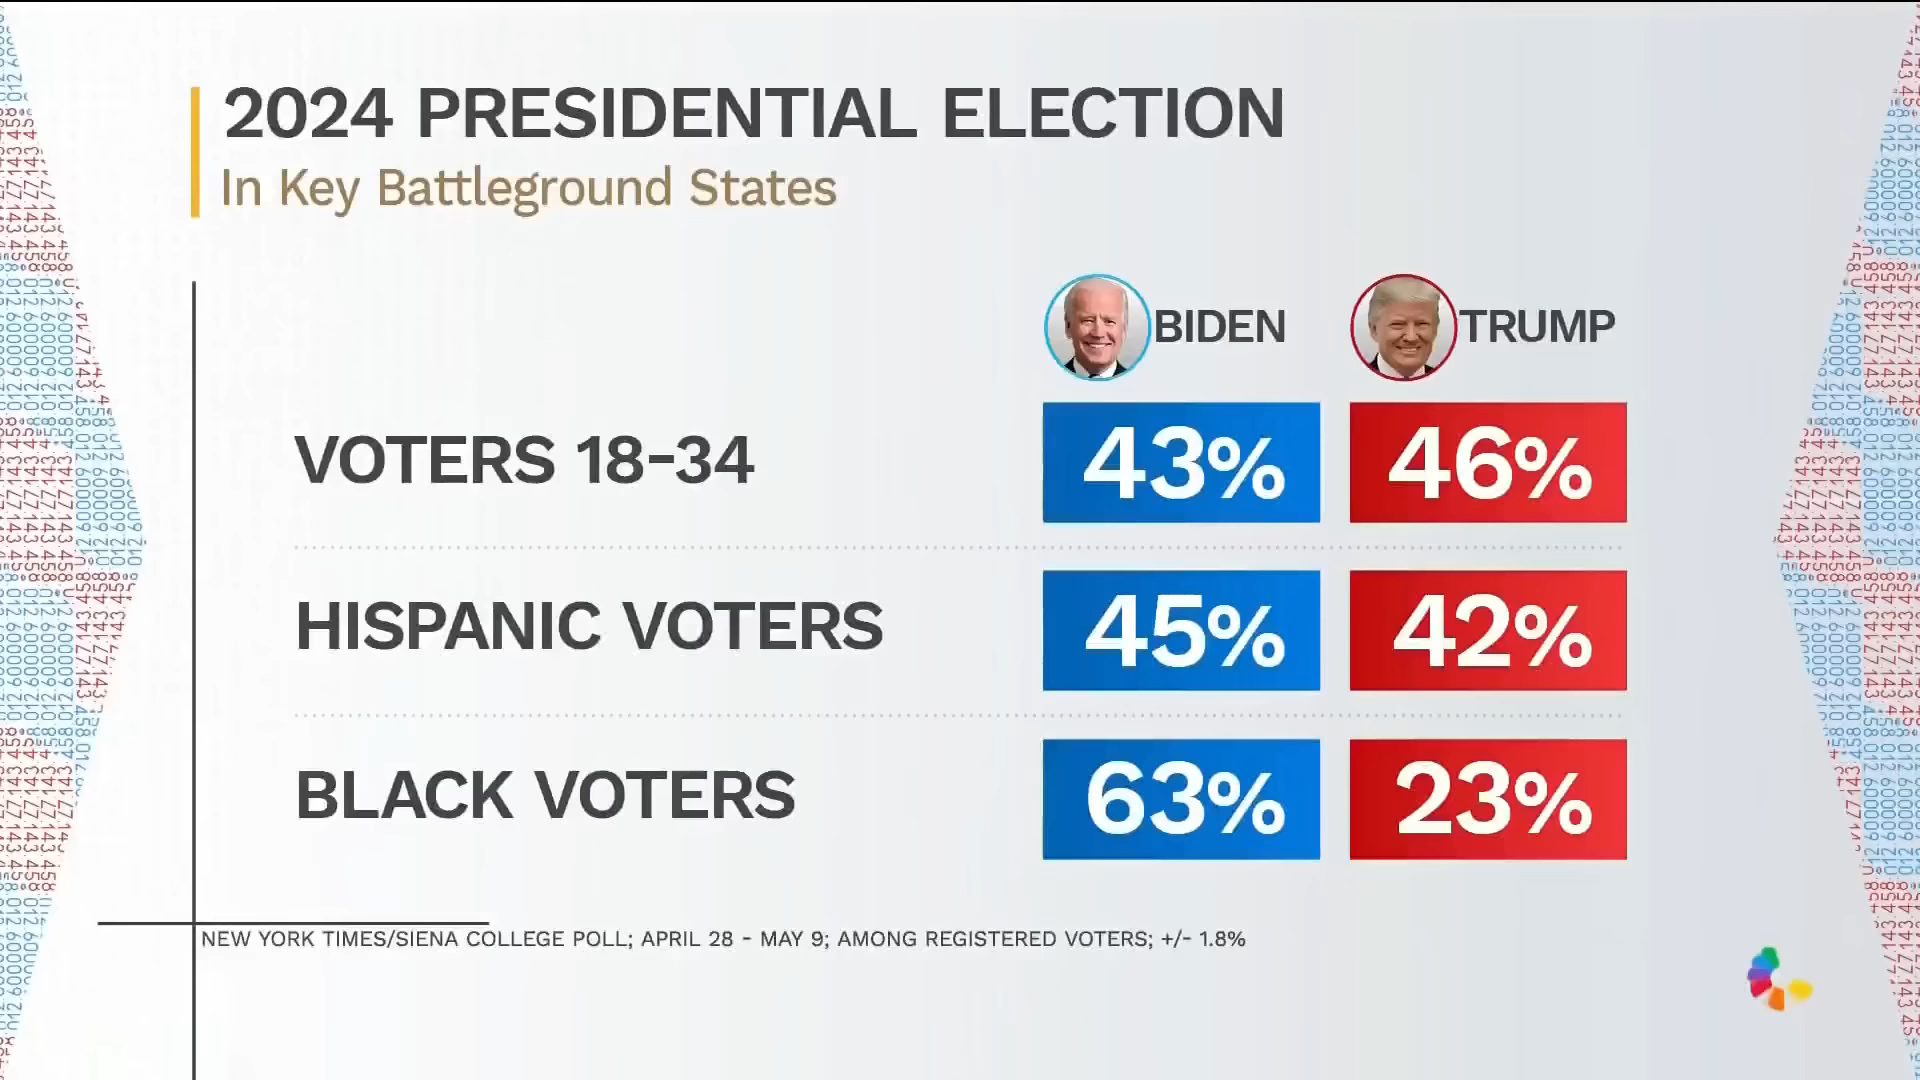 2024 PRESIDENTIAL ELECTION
In Key Battleground States
BIDEN TRUMP
VOTERS 18-34 43% 46%
HISPANIC VOTERS 45% 42%
BLACK VOTERS 63% 23%
NEW YORK TIMES/SIENA COLLEGE POLL; APRIL 28 - MAY 9; AMONG REGISTERED VOTERS; +/- 1.8%